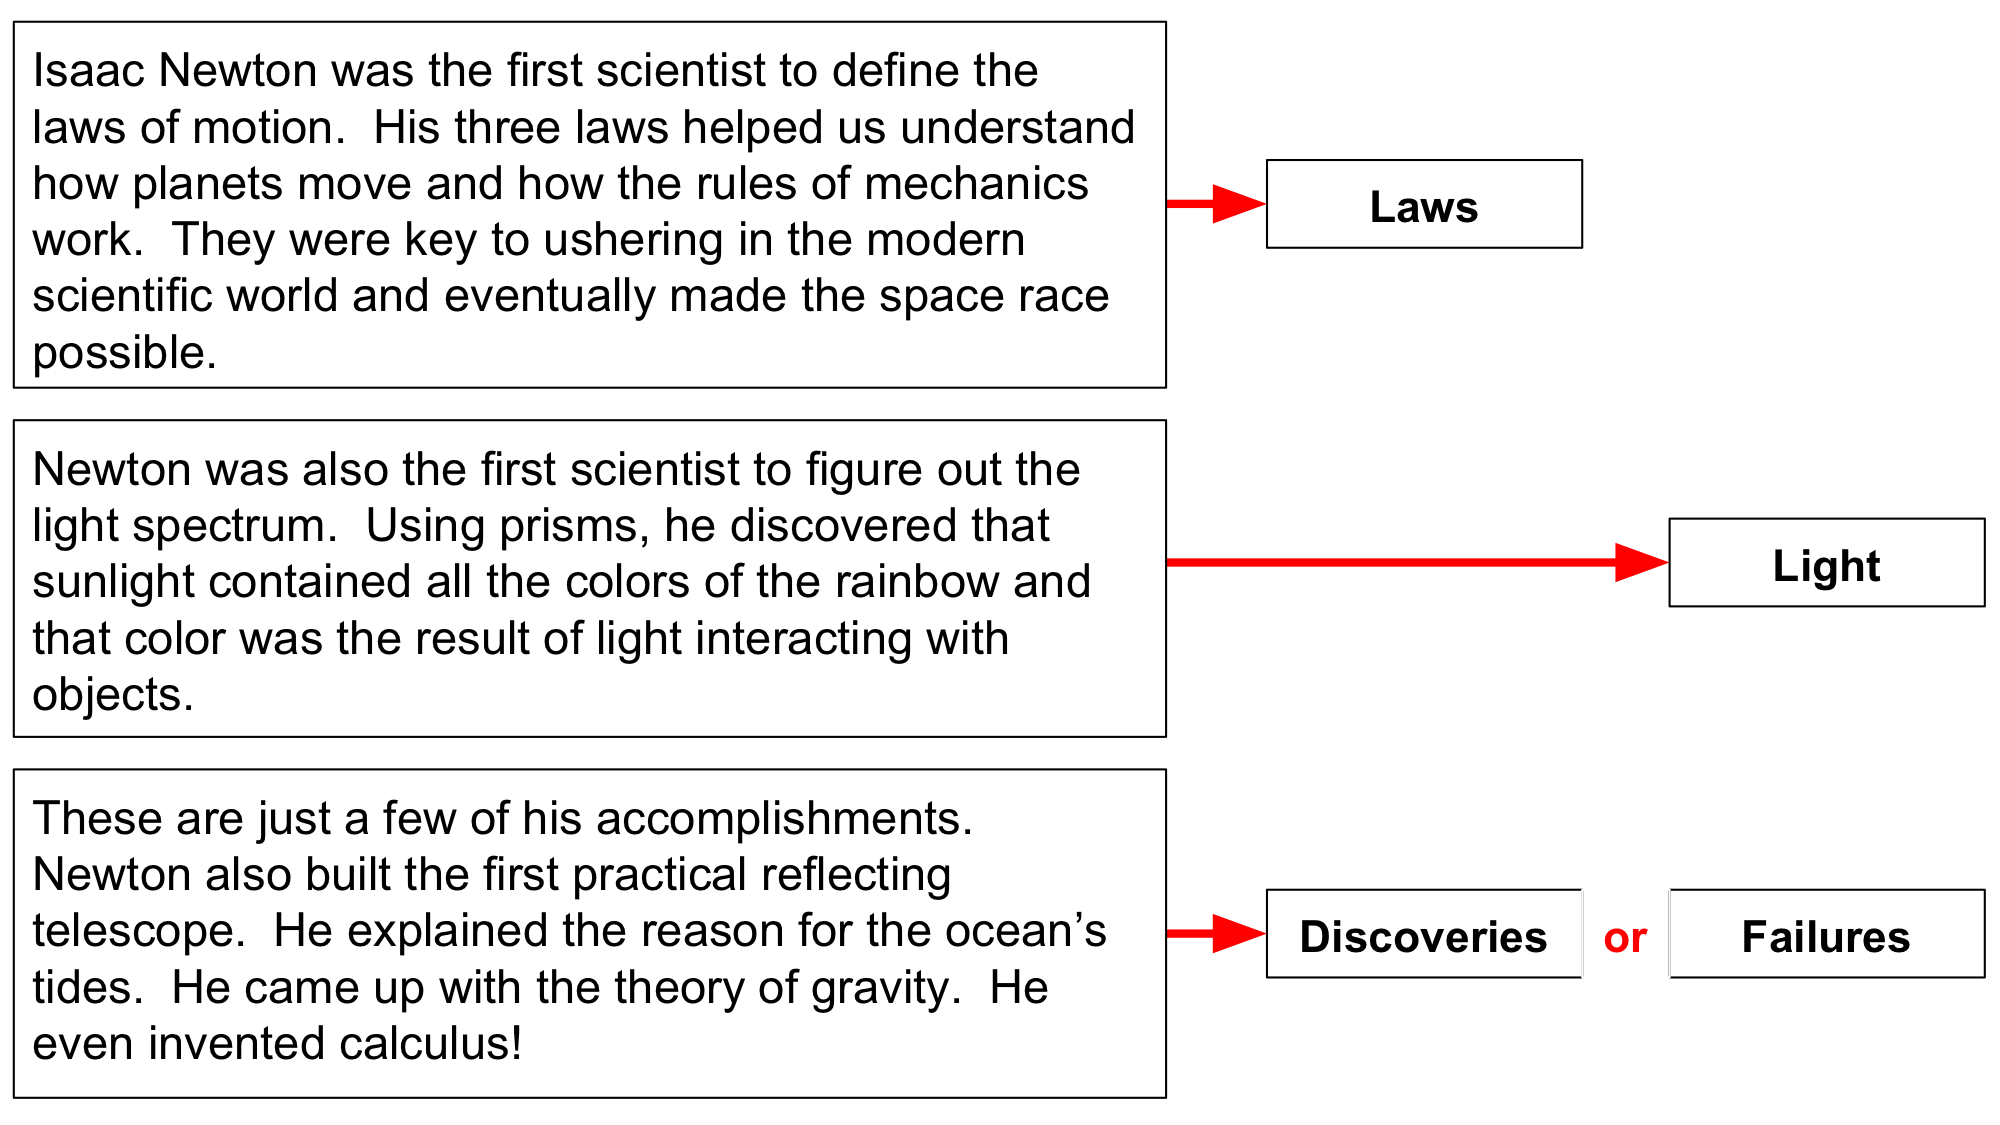 Isaac Newton was the first scientist to define the
laws of motion.  His three laws helped us understand
how planets move and how the rules of mechanics
work.  They were key to ushering in the modern
scientific world and eventually made the space race
possible.
Laws
Newton was also the first scientist to figure out the
light spectrum.  Using prisms, he discovered that
sunlight contained all the colors of the rainbow and
that color was the result of light interacting with
objects.
Light
These are just a few of his accomplishments.
Newton also built the first practical reflecting
telescope.  He explained the reason for the ocean’s
tides.  He came up with the theory of gravity.  He
even invented calculus!
Discoveries or Failures